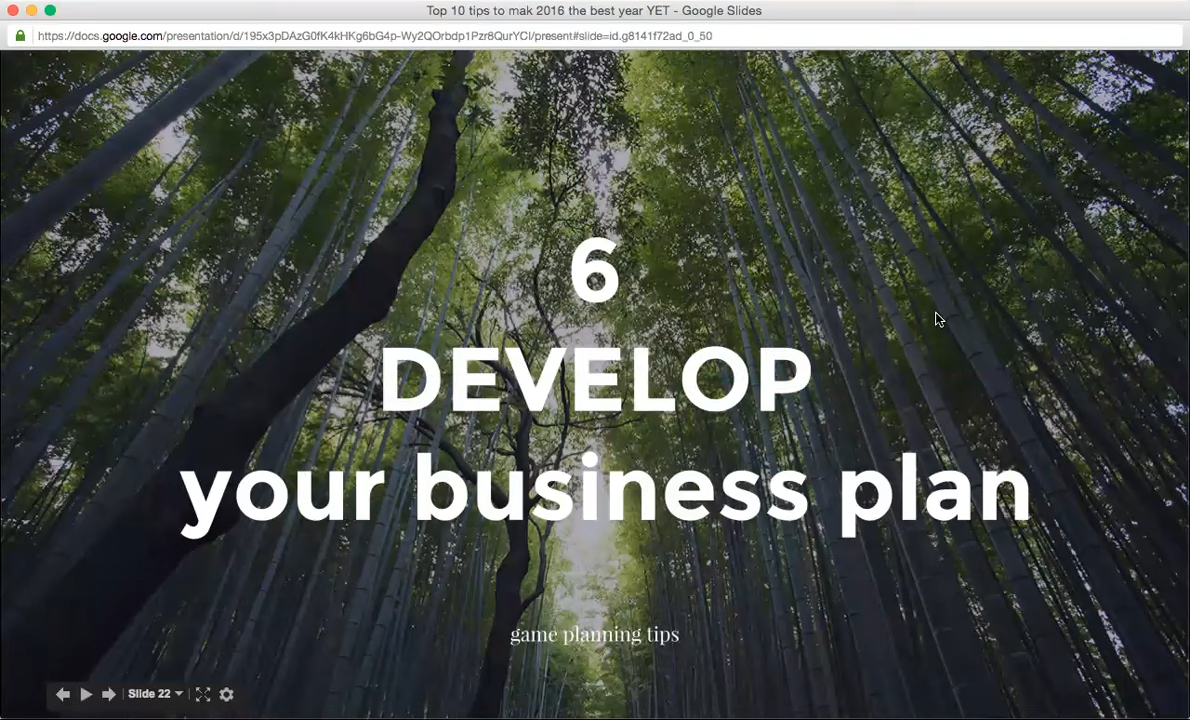 Top 10 tips to mak 2016 the best year YET - Google Slides
https://docs.google.com/presentation/d/195x3pDAzG0fK4kHKg6bG4p-Wy2QOrbdp1Pzr8QurYCI/present#slide=id.g8141f72ad_0_50
6
DEVELOP
your business plan
game planning tips
Slide 22